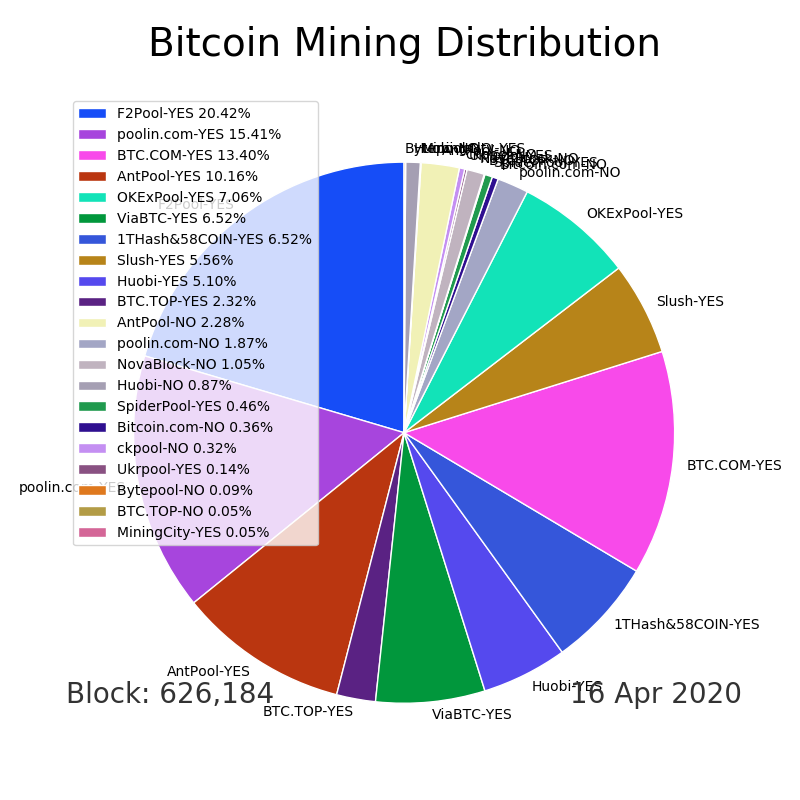 Bitcoin Mining Distribution
F2Pool-YES 20.42%
poolin.com-YES 15.41%
BTC.COM-YES 13.40%
AntPool-YES 10.16%
OKExPool-YES 7.06%
ViaBTC-YES 6.52%
1THash&58COIN-YES 6.52%
Slush-YES 5.56%
Huobi-YES 5.10%
BTC.TOP-YES 2.32%
AntPool-NO 2.28%
poolin.com-NO 1.87%
NovaBlock-NO 1.05%
Huobi-NO 0.87%
SpiderPool-YES 0.46%
Bitcoin.com-NO 0.36%
ckpool-NO 0.32%
Ukrpool-YES 0.14%
Bytepool-NO 0.09%
BTC.TOP-NO 0.05%
MiningCity-YES 0.05%
poolin.com-NO
OKExPool-YES
Slush-YES
BTC.COM-YES
1THash&58COIN-YES
Huobi-YES
ViaBTC-YES
BTC.TOP-YES
AntPool-YES
poolin.com-YES
F2Pool-YES
Block: 626,184
16 Apr 2020